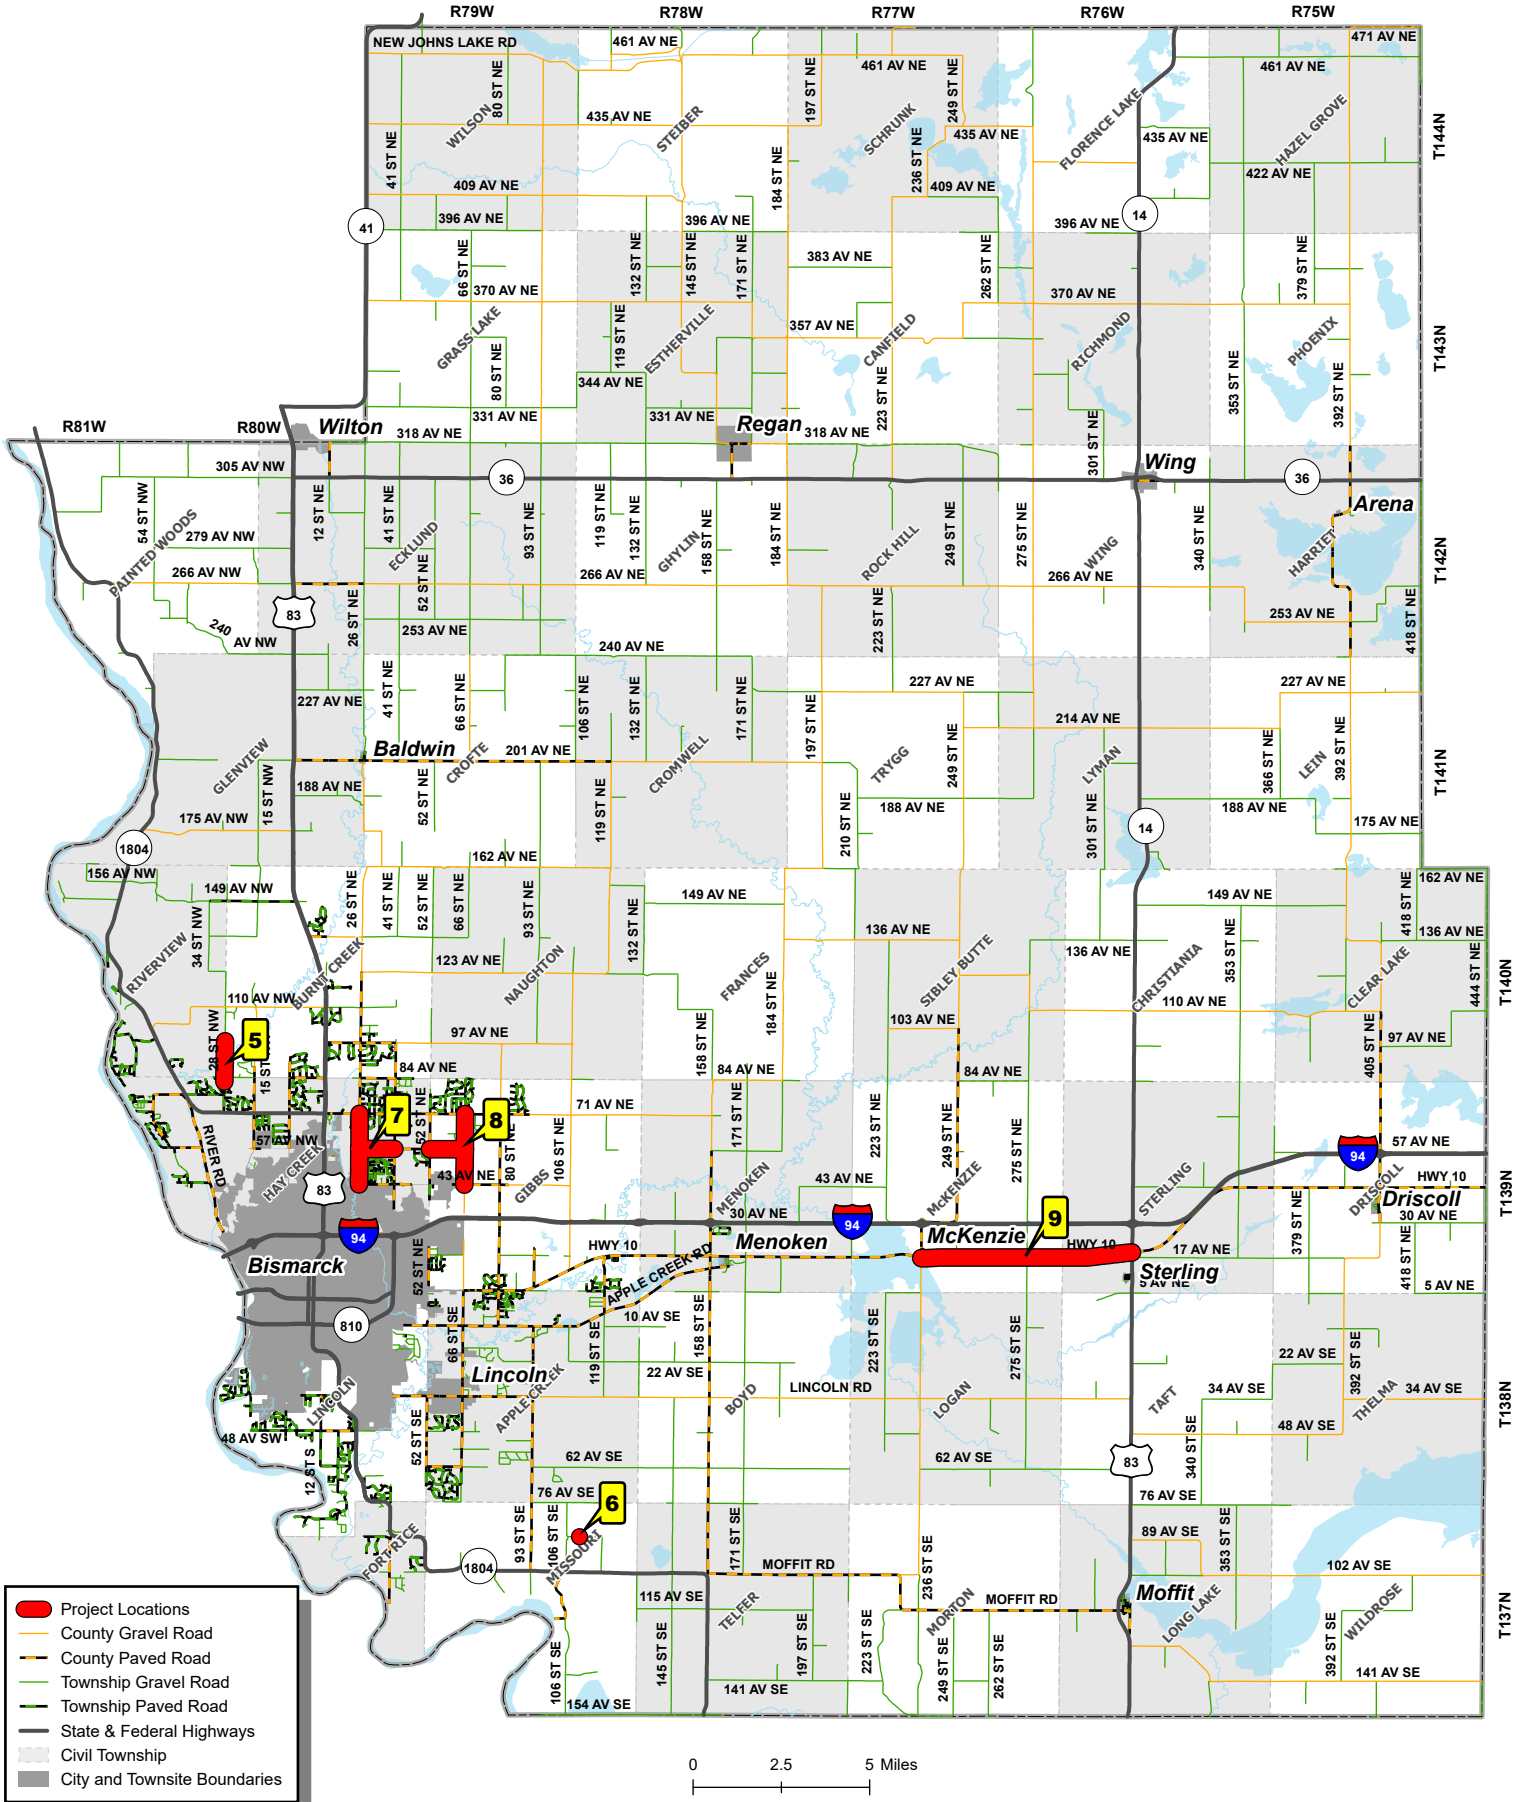 R79W
R78W
R77W
R76W
R75W
NEW JOHNS LAKE RD
461 AV NE
471 AV NE
461 AV NE
461 AV NE
80 ST NE
197 ST NE
249 ST NE
WILSON
STEIBER
SCHRUNK
FLORENCE LAKE
HAZEL GROVE
T144N
435 AV NE
435 AV NE
435 AV NE
41 ST NE
184 ST NE
236 ST NE
422 AV NE
409 AV NE
409 AV NE
396 AV NE
396 AV NE
396 AV NE
41
14
66 ST NE
132 ST NE
145 ST NE
171 ST NE
383 AV NE
262 ST NE
379 ST NE
370 AV NE
370 AV NE
GRASS LAKE
119 ST NE
ESTHERVILLE
357 AV NE
CANFIELD
RICHMOND
PHOENIX
T143N
80 ST NE
344 AV NE
223 ST NE
353 ST NE
392 ST NE
331 AV NE
331 AV NE
R81W
R80W
Wilton
318 AV NE
Regan
318 AV NE
301 ST NE
Wing
305 AV NW
36
36
Arena
54 ST NW
PAINTED WOODS
279 AV NW
12 ST NE
41 ST NE
ECKLUND
93 ST NE
119 ST NE
132 ST NE
GHYLIN
158 ST NE
184 ST NE
ROCK HILL
249 ST NE
275 ST NE
WING
340 ST NE
HARRIET
T142N
266 AV NW
52 ST NE
266 AV NE
266 AV NE
83
26 ST NE
253 AV NE
223 ST NE
253 AV NE
418 ST NE
240
AV NW
240 AV NE
227 AV NE
41 ST NE
66 ST NE
106 ST NE
132 ST NE
171 ST NE
227 AV NE
227 AV NE
197 ST NE
214 AV NE
Baldwin
201 AV NE
GLENVIEW
CROFTE
CROMWELL
TRYGG
249 ST NE
LYMAN
366 ST NE
LEIN
392 ST NE
T141N
188 AV NE
15 ST NW
52 ST NE
119 ST NE
188 AV NE
188 AV NE
175 AV NW
210 ST NE
301 ST NE
14
175 AV NE
1804
162 AV NE
156 AV NW
162 AV NE
149 AV NW
149 AV NE
149 AV NE
34 ST NW
26 ST NE
41 ST NE
52 ST NE
66 ST NE
93 ST NE
132 ST NE
418 ST NE
136 AV NE
136 AV NE
136 AV NE
RIVERVIEW
BURNT CREEK
123 AV NE
NAUGHTON
FRANCES
SIBLEY BUTTE
CHRISTIANIA
353 ST NE
CLEAR LAKE
444 ST NE
T140N
110 AV NW
184 ST NE
110 AV NE
28 ST NW
5
97 AV NE
103 AV NE
158 ST NE
405 ST NE
97 AV NE
15 ST
84 AV NE
84 AV NE
84 AV NE
7
52 ST NE
8
71 AV NE
171 ST NE
223 ST NE
249 ST NE
275 ST NE
57 AV NW
RIVER RD
HAY CREEK
80 ST NE
106 ST NE
57 AV NE
94
43 AV NE
GIBBS
MENOKEN
43 AV NE
McKENZIE
STERLING
HWY 10
DRISCOLL
T139N
83
30 AV NE
94
9
Driscoll
30 AV NE
94
Bismarck
HWY 10
Menoken
McKenzie
HWY 10
17 AV NE
379 ST NE
52 ST NE
APPLE CREEK RD
Sterling
5 AV NE
418 ST NE
5 AV NE
810
10 AV SE
66 ST SE
119 ST SE
158 ST SE
223 ST SE
275 ST SE
22 AV SE
392 ST SE
Lincoln
22 AV SE
LINCOLN RD
34 AV SE
34 AV SE
LINCOLN
APPLE CREEK
BOYD
LOGAN
TAFT
THELMA
T138N
48 AV SW
52 ST SE
48 AV SE
12 ST S
62 AV SE
62 AV SE
83
340 ST SE
76 AV SE
76 AV SE
6
93 ST SE
106 ST SE
MISSOURI
171 ST SE
89 AV SE
353 ST SE
FORT RICE
1804
MOFFIT RD
236 ST SE
102 AV SE
115 AV SE
TELFER
MOFFIT RD
Moffit
MORTON
LONG LAKE
WILDROSE
T137N
106 ST SE
145 ST SE
197 ST SE
223 ST SE
249 ST SE
262 ST SE
392 ST SE
141 AV SE
141 AV SE
154 AV SE
Project Locations
County Gravel Road
County Paved Road
Township Gravel Road
Township Paved Road
State & Federal Highways
Civil Township
City and Townsite Boundaries
0 2.5 5 Miles